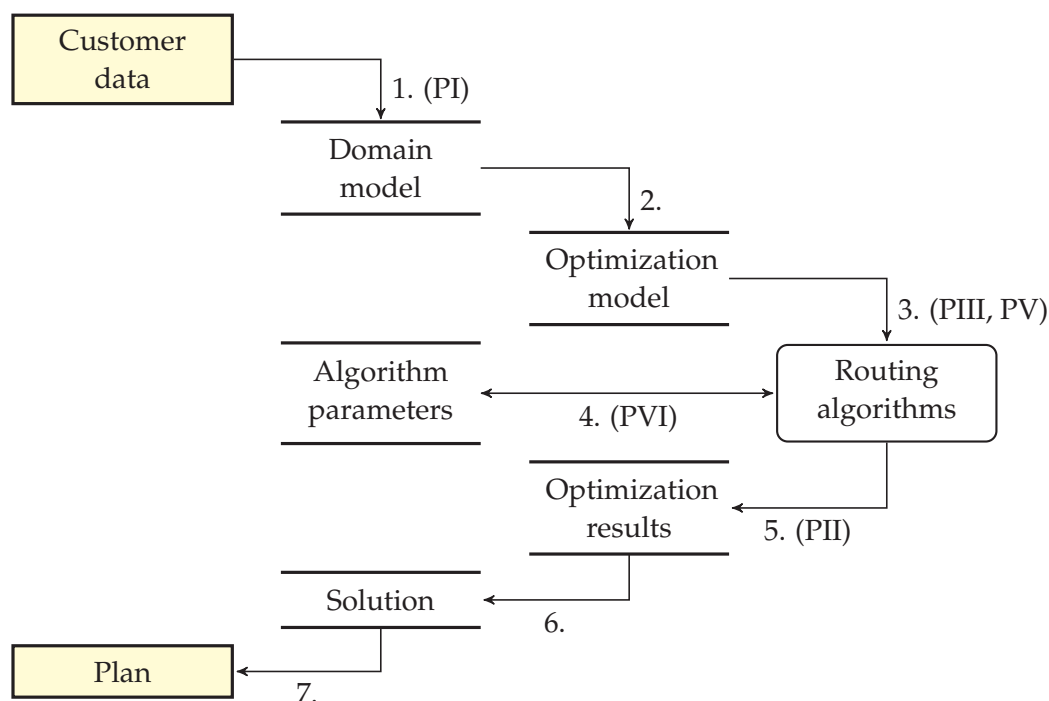 Customer
data
1. (PI)
Domain
model
2.
Optimization
model
3. (PIII, PV)
Algorithm
parameters
4. (PVI)
Routing
algorithms
Optimization
results
5. (PII)
Solution
6.
Plan
7.